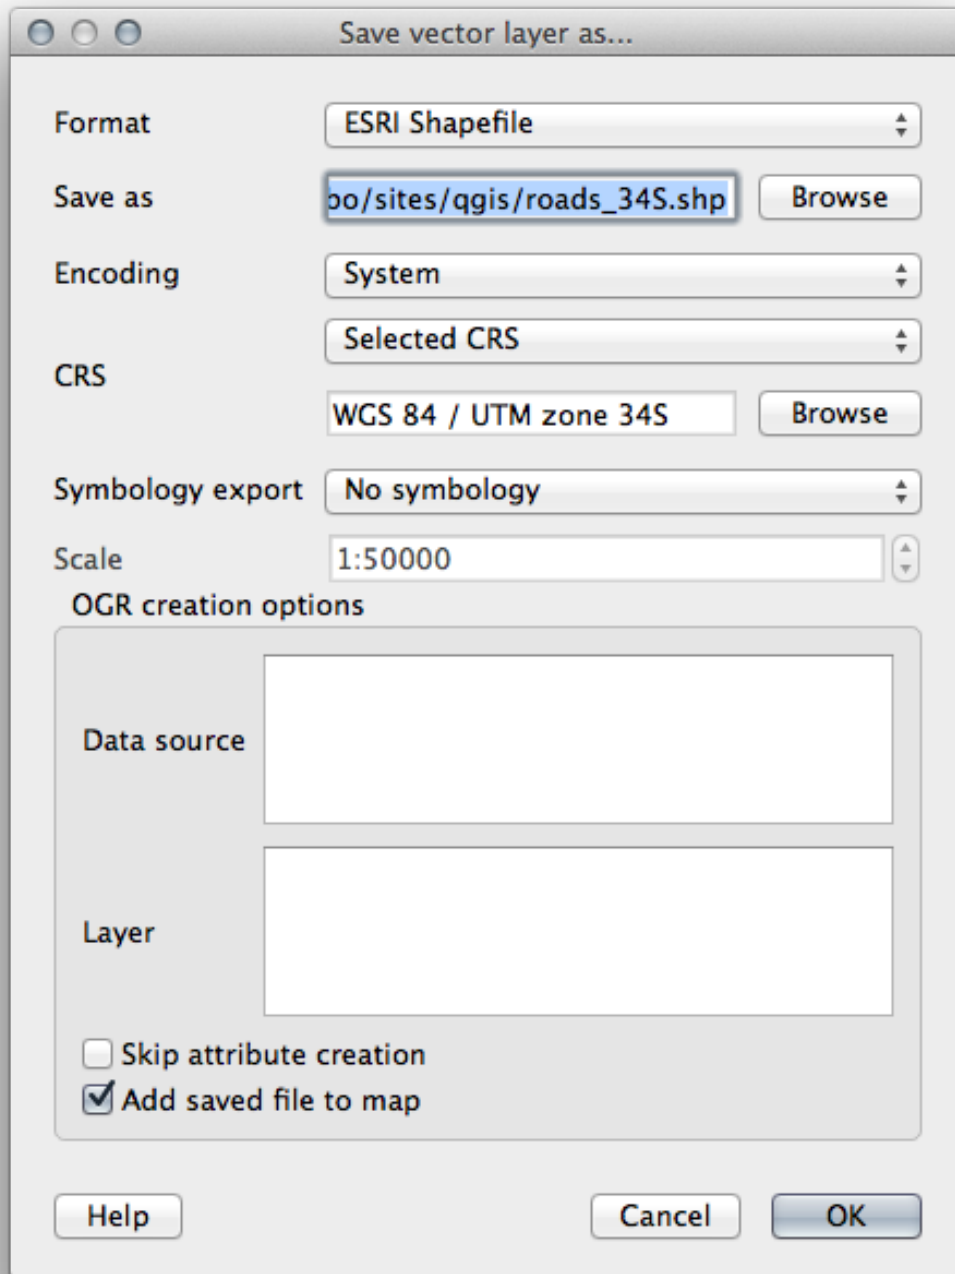 Save vector layer as...
Format ESRI Shapefile
Save as bo/sites/qgis/roads_34S.shp Browse
Encoding System
Selected CRS
CRS
WGS 84 / UTM zone 34S Browse
Symbology export No symbology
Scale 1:50000
OGR creation options
Data source
Layer
Skip attribute creation
Add saved file to map
Help Cancel OK